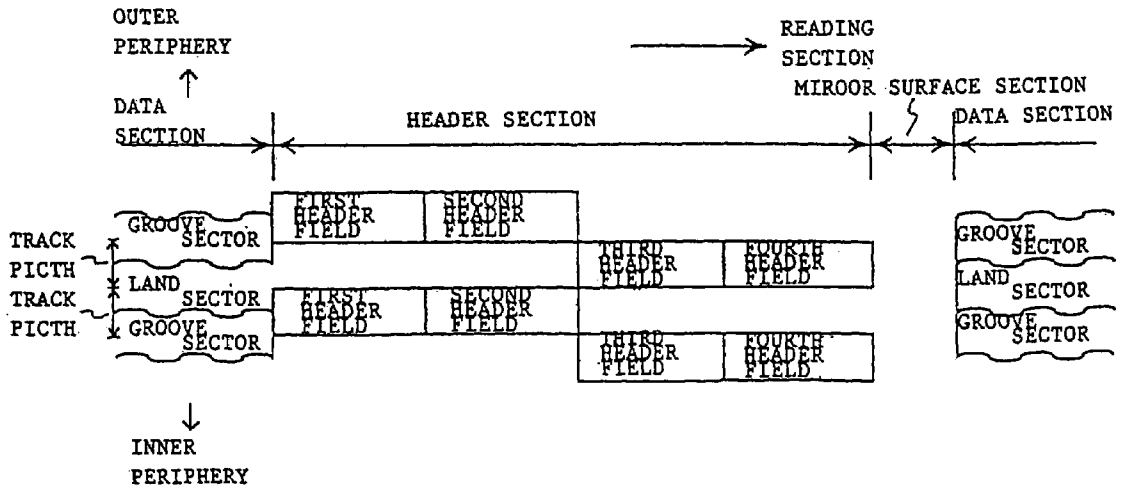 OUTER
PERIPHERY
READING
SECTION
MIROOR SURFACE SECTION
DATA
SECTION
HEADER SECTION
DATA SECTION
FIRST
HEADER
FIELD
SECOND
HEADER
FIELD
GROOVE
SECTOR
TRACK
PICTH
THIRD
HEADER
FIELD
FOURTH
HEADER
FIELD
GROOVE
SECTOR
LAND
SECTOR
LAND
SECTOR
TRACK
PICTH
FIRST
HEADER
FIELD
SECOND
HEADER
FIELD
GROOVE
SECTOR
GROOVE
SECTOR
THIRD
HEADER
FIELD
FOURTH
HEADER
FIELD
INNER
PERIPHERY